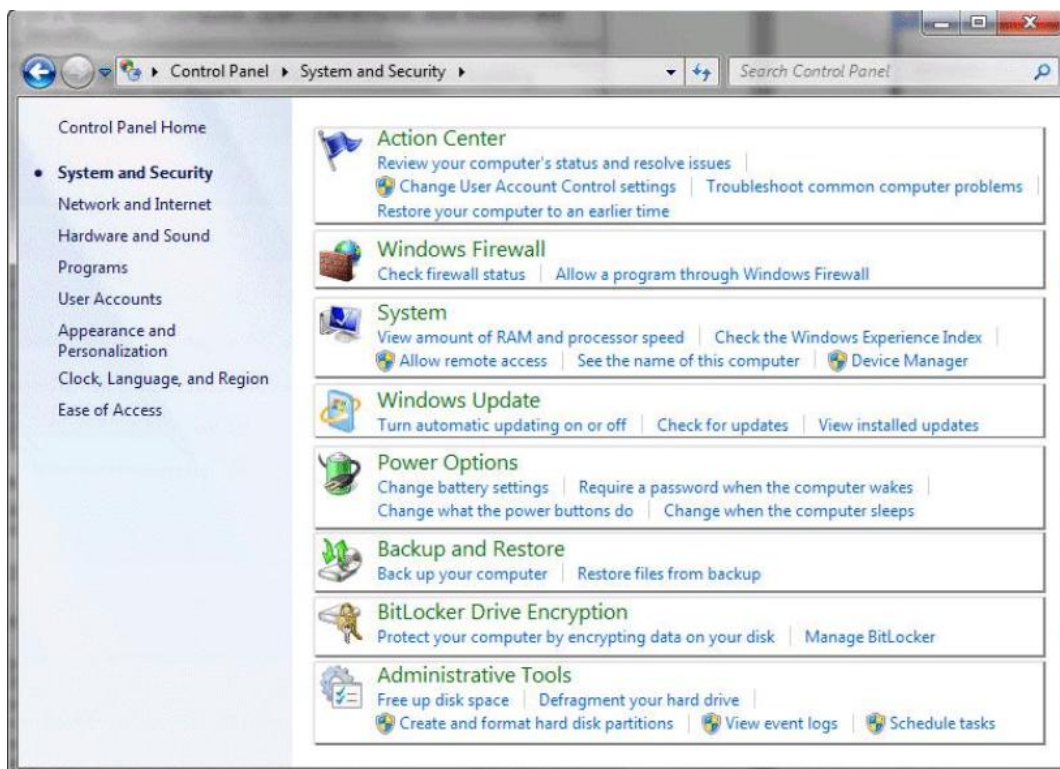 Control Panel ▸ System and Security ▸
Search Control Panel
Control Panel Home
System and Security
Network and Internet
Hardware and Sound
Programs
User Accounts
Appearance and
Personalization
Clock, Language, and Region
Ease of Access
Action Center
Review your computer's status and resolve issues
Change User Account Control settings | Troubleshoot common computer problems
Restore your computer to an earlier time
Windows Firewall
Check firewall status | Allow a program through Windows Firewall
System
View amount of RAM and processor speed | Check the Windows Experience Index
Allow remote access | See the name of this computer | Device Manager
Windows Update
Turn automatic updating on or off | Check for updates | View installed updates
Power Options
Change battery settings | Require a password when the computer wakes
Change what the power buttons do | Change when the computer sleeps
Backup and Restore
Back up your computer | Restore files from backup
BitLocker Drive Encryption
Protect your computer by encrypting data on your disk | Manage BitLocker
Administrative Tools
Free up disk space | Defragment your hard drive
Create and format hard disk partitions | View event logs | Schedule tasks